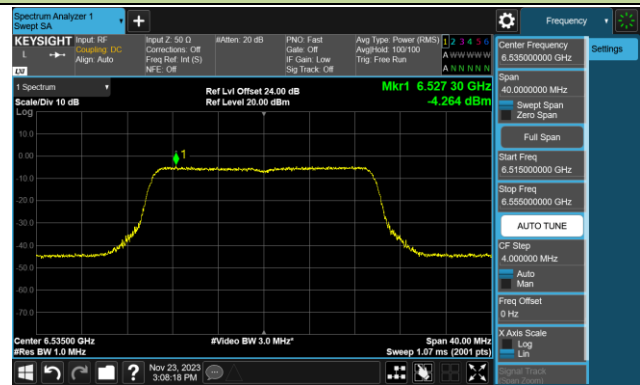 Spectrum Analyzer 1
Swept SA
Frequency
KEYSIGHT
L
LXI
Input: RF
Coupling: DC
Align: Auto
Input Z: 50 Ω
Corrections: Off
Freq Ref: Int (S)
NFE: Off
#Atten: 20 dB
PNO: Fast
Gate: Off
IF Gain: Low
Sig Track: Off
Avg Type: Power (RMS)
Avg|Hold: 100/100
Trig: Free Run
1 2 3 4 5 6
A W W W W W
A N N N N N
1 Spectrum
Scale/Div 10 dB
Log
Ref Lvl Offset 24.00 dB
Ref Level 20.00 dBm
Mkr1 6.527 30 GHz
-4.264 dBm
10.0
0.00
-10.0
-20.0
-30.0
-40.0
-50.0
-60.0
-70.0
1
Center 6.53500 GHz
#Res BW 1.0 MHz
#Video BW 3.0 MHz*
Span 40.00 MHz
Sweep 1.07 ms (2001 pts)
Nov 23, 2023
3:08:18 PM
Center Frequency
6.535000000 GHz
Settings
Span
40.0000000 MHz
Swept Span
Zero Span
Full Span
Start Freq
6.515000000 GHz
Stop Freq
6.555000000 GHz
AUTO TUNE
CF Step
4.000000 MHz
Auto
Man
Freq Offset
0 Hz
X Axis Scale
Log
Lin
Signal Track
(Span Zoom)